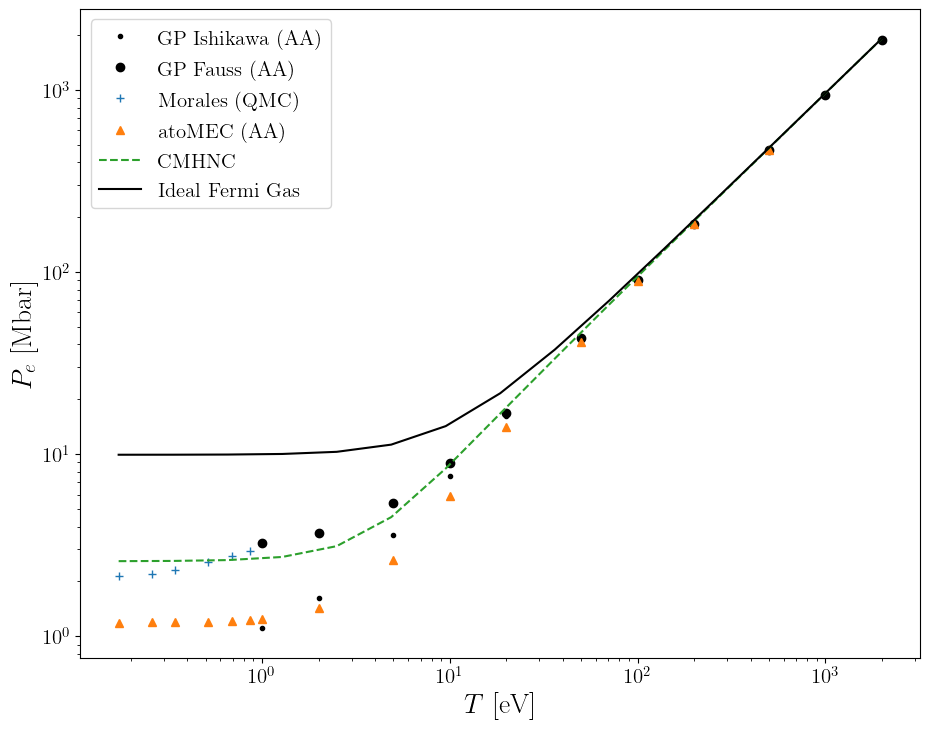 GP Ishikawa (AA)
GP Fauss (AA)
Morales (QMC)
atoMEC (AA)
CMHNC
Ideal Fermi Gas
P_e [Mbar]
10^3
10^2
10^1
10^0
10^0 10^1 10^2 10^3
T [eV]